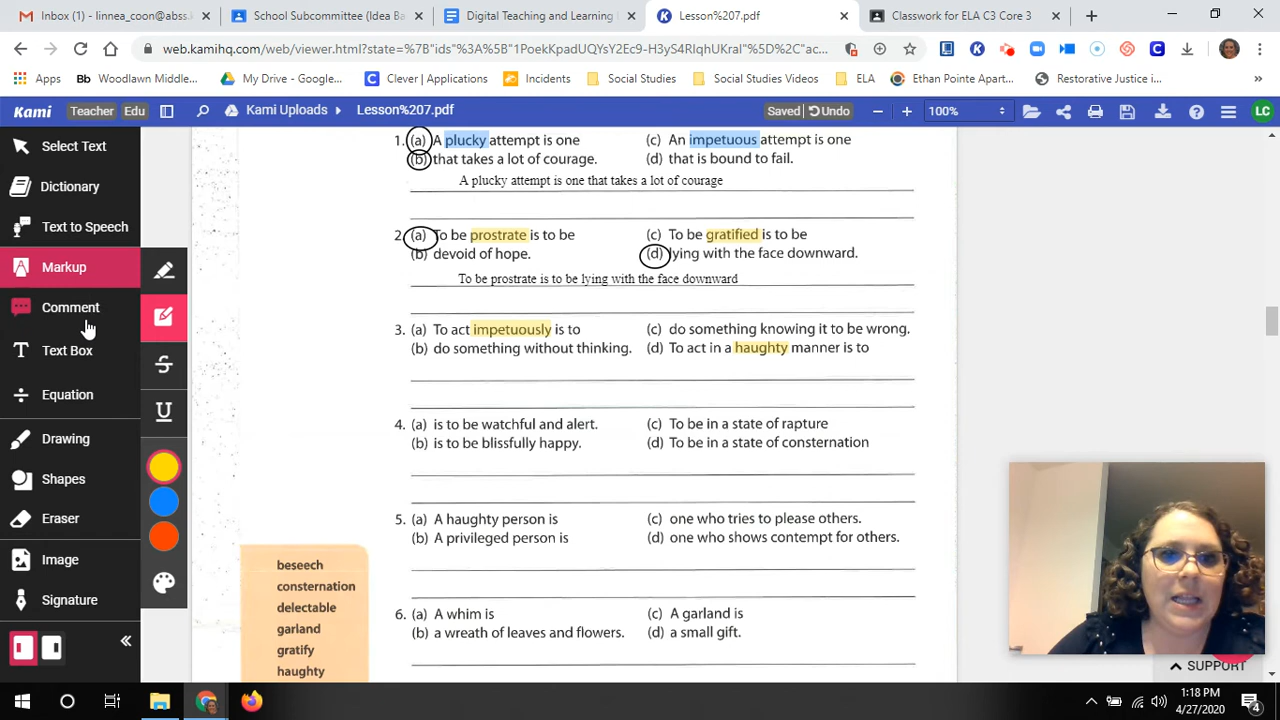 Inbox (1) - linnea_coon@abs
School Subcommittee (Idea Ba
Digital Teaching and Learning
Lesson%207.pdf
Classwork for ELA C3 Core 3
web.kamihq.com/web/viewer.html?state=%7B"ids"%3A%5B"1PoekKpadUQYsY2Ec9-H3yS4RIqhUKral"%5D%2C"ac...
Apps
Woodlawn Middle...
My Drive - Google...
Clever | Applications
Incidents
Social Studies
Social Studies Videos
ELA
Ethan Pointe Apart...
Restorative Justice i...
Kami
Teacher
Edu
Kami Uploads
Lesson%207.pdf
Saved
Undo
100%
LC
Select Text
Dictionary
Text to Speech
Markup
Comment
Text Box
Equation
Drawing
Shapes
Eraser
Image
Signature
1. (a) A plucky attempt is one (c) An impetuous attempt is one
(b) that takes a lot of courage. (d) that is bound to fail.
A plucky attempt is one that takes a lot of courage
2. (a) To be prostrate is to be (c) To be gratified is to be
(b) devoid of hope. (d) lying with the face downward.
To be prostrate is to be lying with the face downward
3. (a) To act impetuously is to (c) do something knowing it to be wrong.
(b) do something without thinking. (d) To act in a haughty manner is to
4. (a) is to be watchful and alert. (c) To be in a state of rapture
(b) is to be blissfully happy. (d) To be in a state of consternation
5. (a) A haughty person is (c) one who tries to please others.
(b) A privileged person is (d) one who shows contempt for others.
6. (a) A whim is (c) A garland is
(b) a wreath of leaves and flowers. (d) a small gift.
beseech
consternation
delectable
garland
gratify
haughty
SUPPORT
1:18 PM
4/27/2020
4